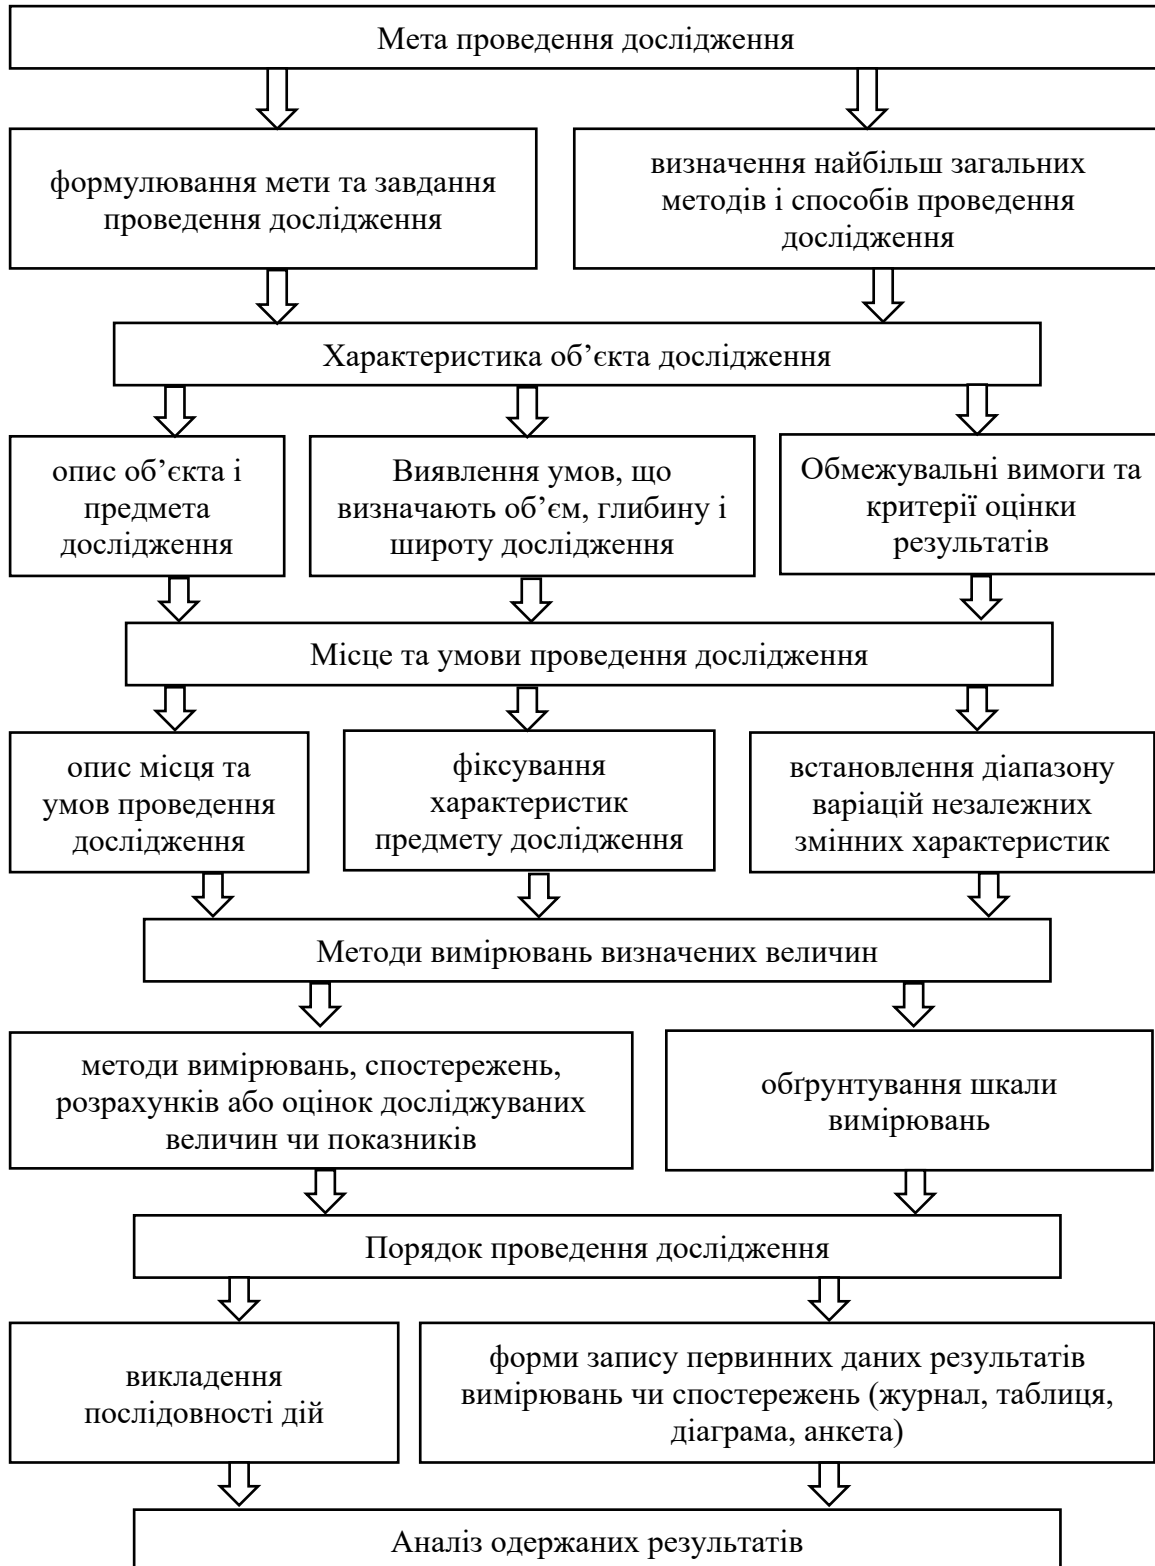 Мета проведення дослідження
формулювання мети та завдання
проведення дослідження
визначення найбільш загальних
методів і способів проведення
дослідження
Характеристика об’єкта дослідження
опис об’єкта і
предмета
дослідження
Виявлення умов, що
визначають об’єм, глибину і
широту дослідження
Обмежувальні вимоги та
критерії оцінки
результатів
Місце та умови проведення дослідження
опис місця та
умов проведення
дослідження
фіксування
характеристик
предмету дослідження
встановлення діапазону
варіацій незалежних
змінних характеристик
Методи вимірювань визначених величин
методи вимірювань, спостережень,
розрахунків або оцінок досліджуваних
величин чи показників
обґрунтування шкали
вимірювань
Порядок проведення дослідження
викладення
послідовності дій
форми запису первинних даних результатів
вимірювань чи спостережень (журнал, таблиця,
діаграма, анкета)
Аналіз одержаних результатів